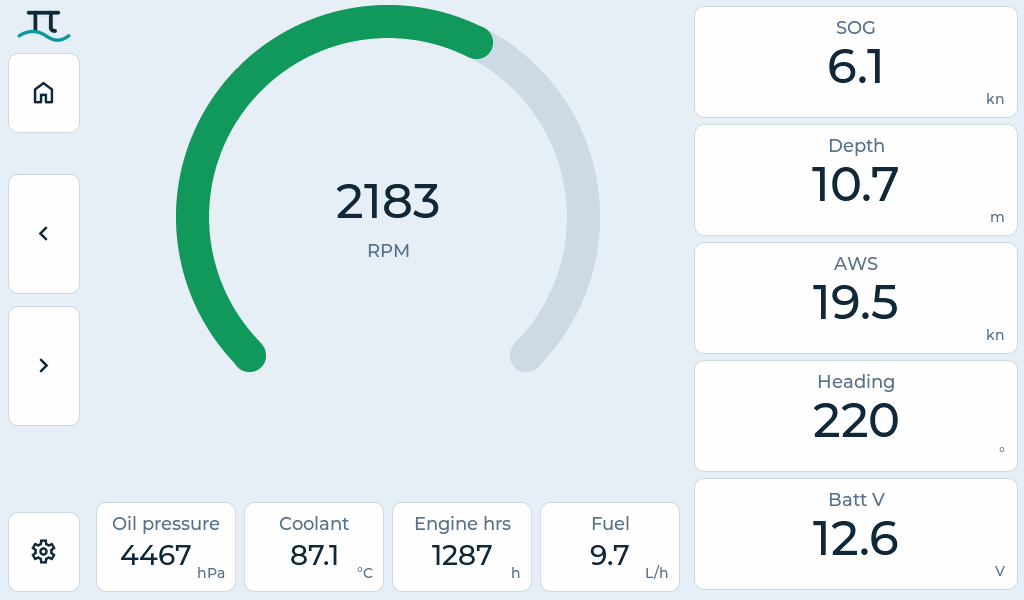 2183
RPM
SOG
6.1
kn
Depth
10.7
m
AWS
19.5
kn
Heading
220
°
Batt V
12.6
V
Oil pressure
4467
hPa
Coolant
87.1
°C
Engine hrs
1287
h
Fuel
9.7
L/h